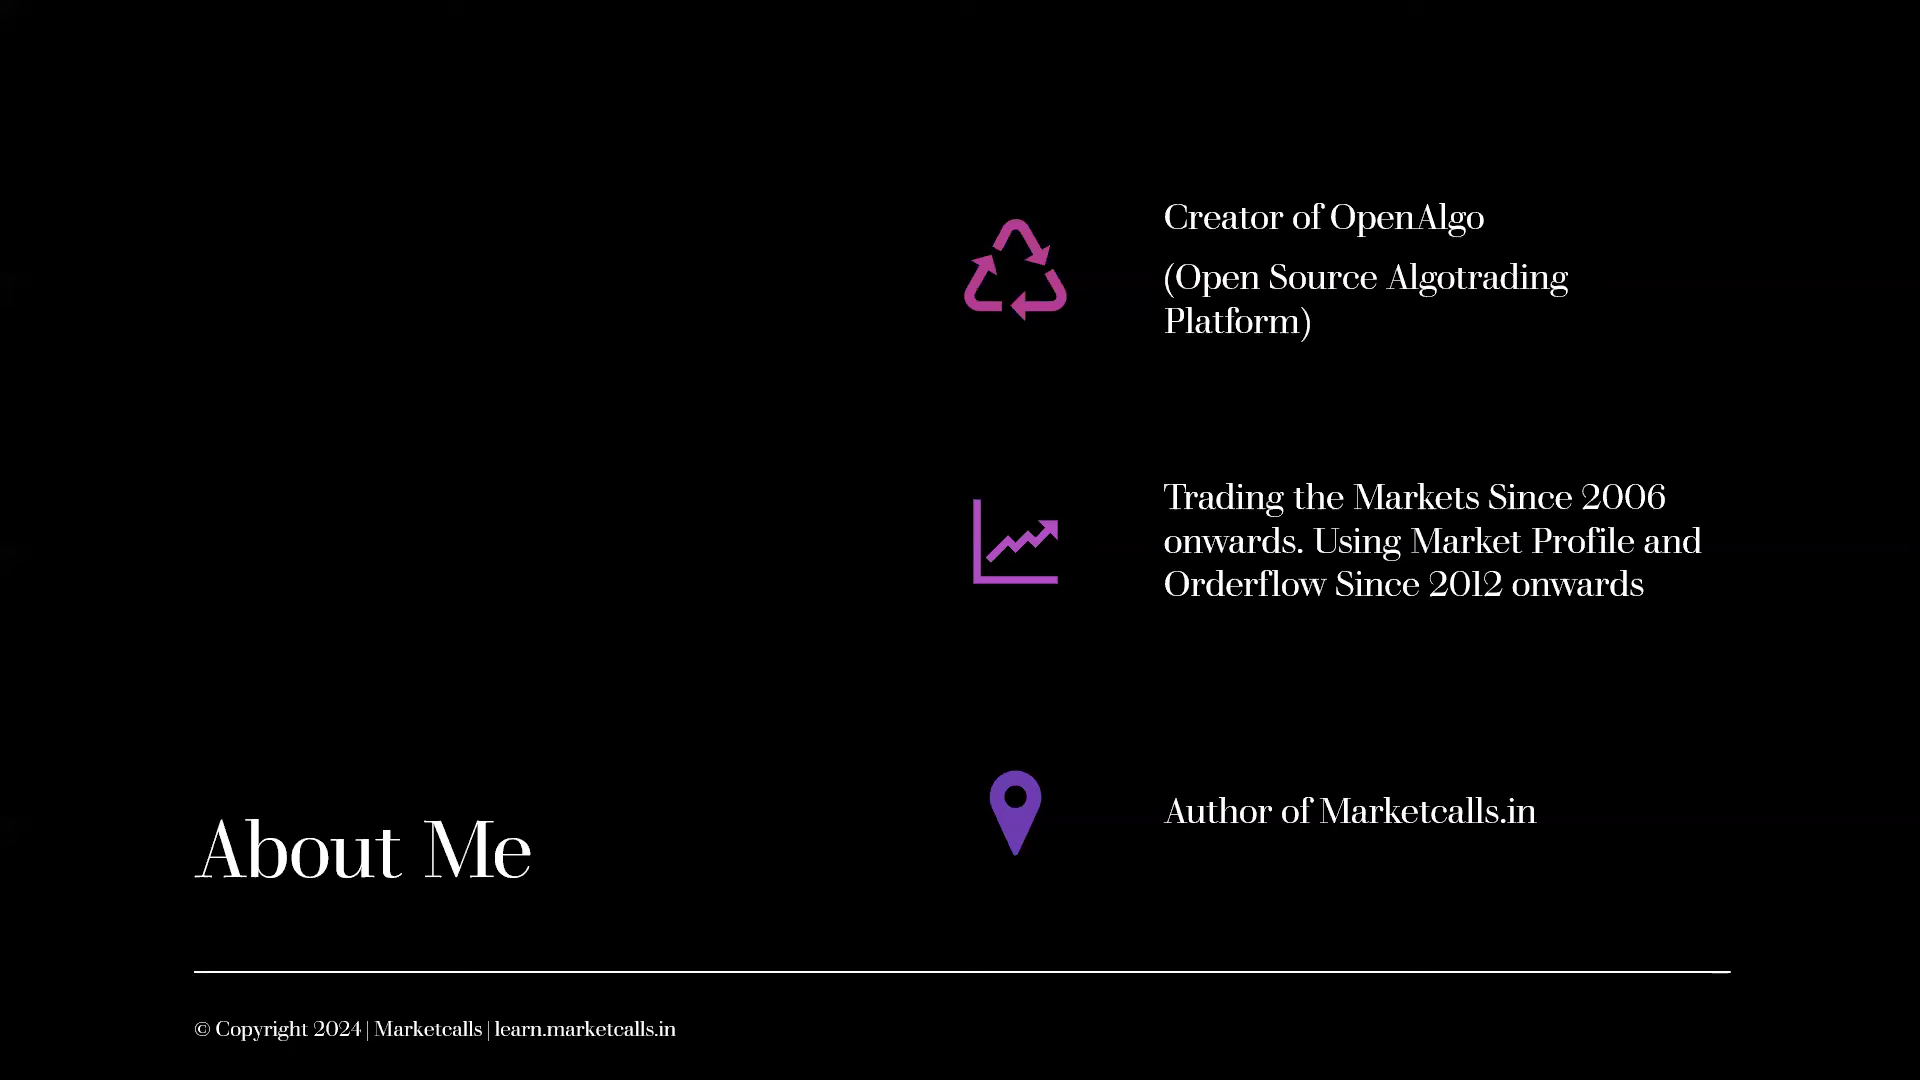 Creator of OpenAlgo
(Open Source Algotrading
Platform)
Trading the Markets Since 2006
onwards. Using Market Profile and
Orderflow Since 2012 onwards
Author of Marketcalls.in
About Me
© Copyright 2024 | Marketcalls | learn.marketcalls.in